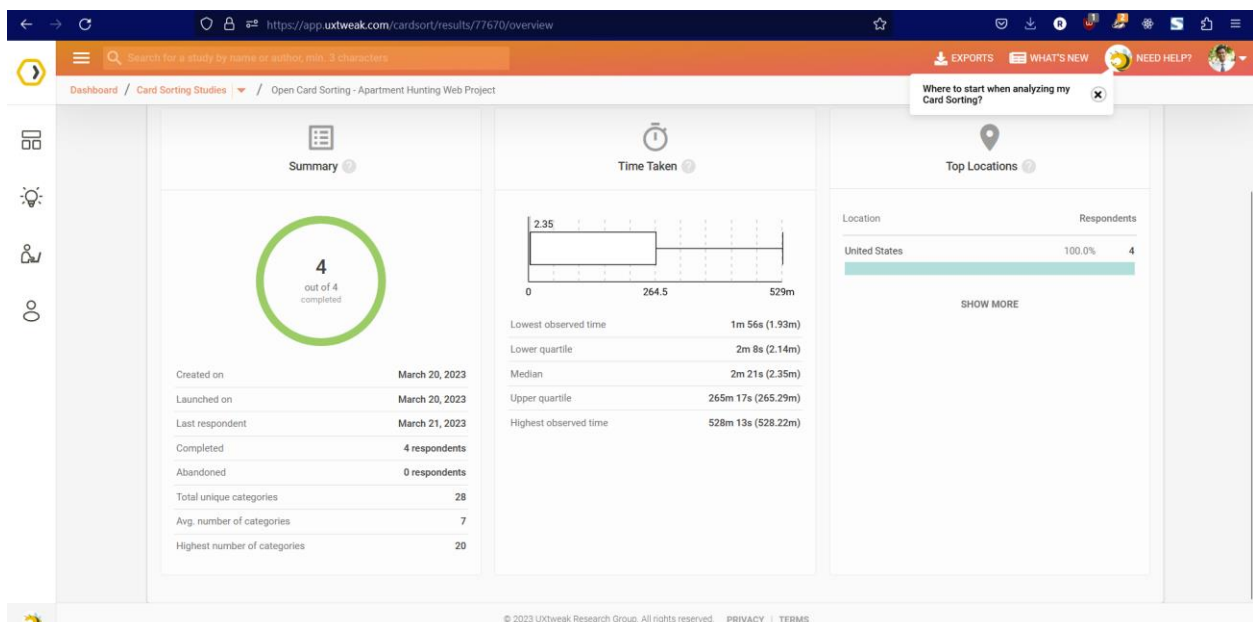 https://app.uxtweak.com/cardsort/results/77670/overview
Search for a study by name or author, min. 3 characters
EXPORTS
WHAT'S NEW
NEED HELP?
Dashboard / Card Sorting Studies / Open Card Sorting - Apartment Hunting Web Project
Where to start when analyzing my
Card Sorting?
Summary
4
out of 4
completed
Created on March 20, 2023
Launched on March 20, 2023
Last respondent March 21, 2023
Completed 4 respondents
Abandoned 0 respondents
Total unique categories 28
Avg. number of categories 7
Highest number of categories 20
Time Taken
2.35
0 264.5 529m
Lowest observed time 1m 56s (1.93m)
Lower quartile 2m 8s (2.14m)
Median 2m 21s (2.35m)
Upper quartile 265m 17s (265.29m)
Highest observed time 528m 13s (528.22m)
Top Locations
Location Respondents
United States 100.0% 4
SHOW MORE
© 2023 UXtweak Research Group. All rights reserved. PRIVACY | TERMS